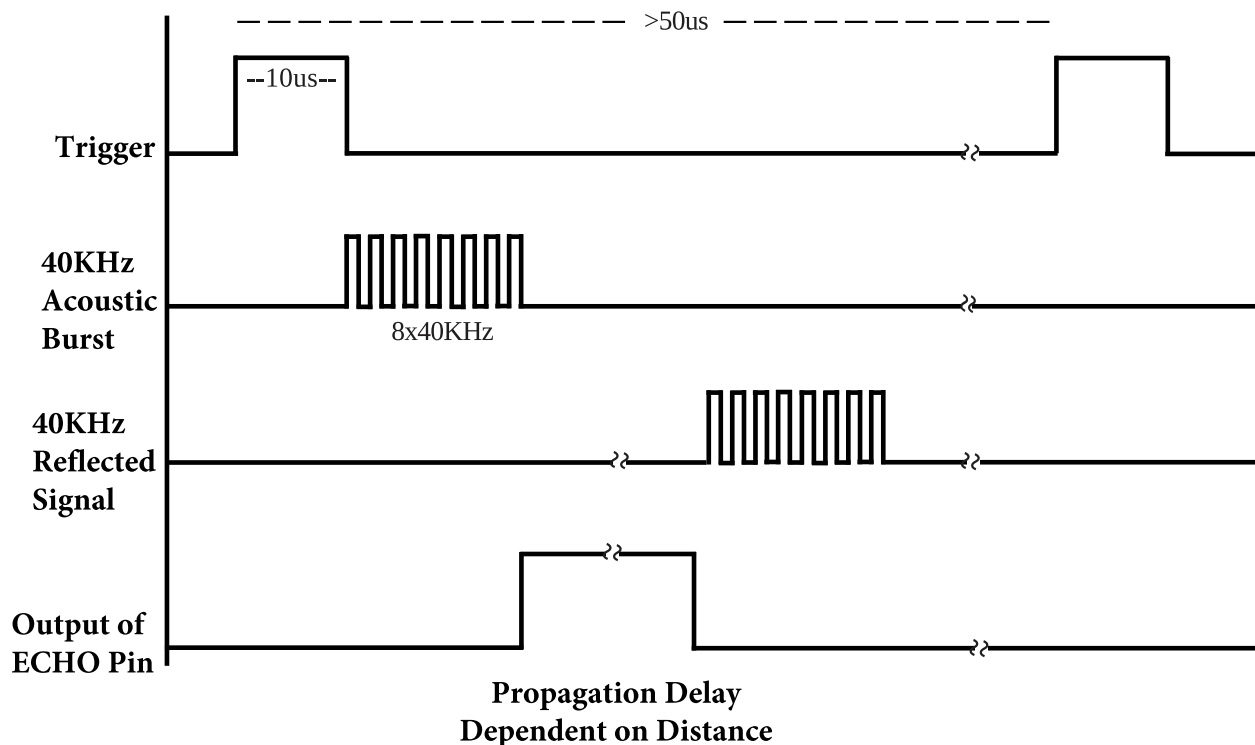 >50us
--10us--
Trigger
40KHz
Acoustic
Burst
8x40KHz
40KHz
Reflected
Signal
Output of
ECHO Pin
Propagation Delay
Dependent on Distance